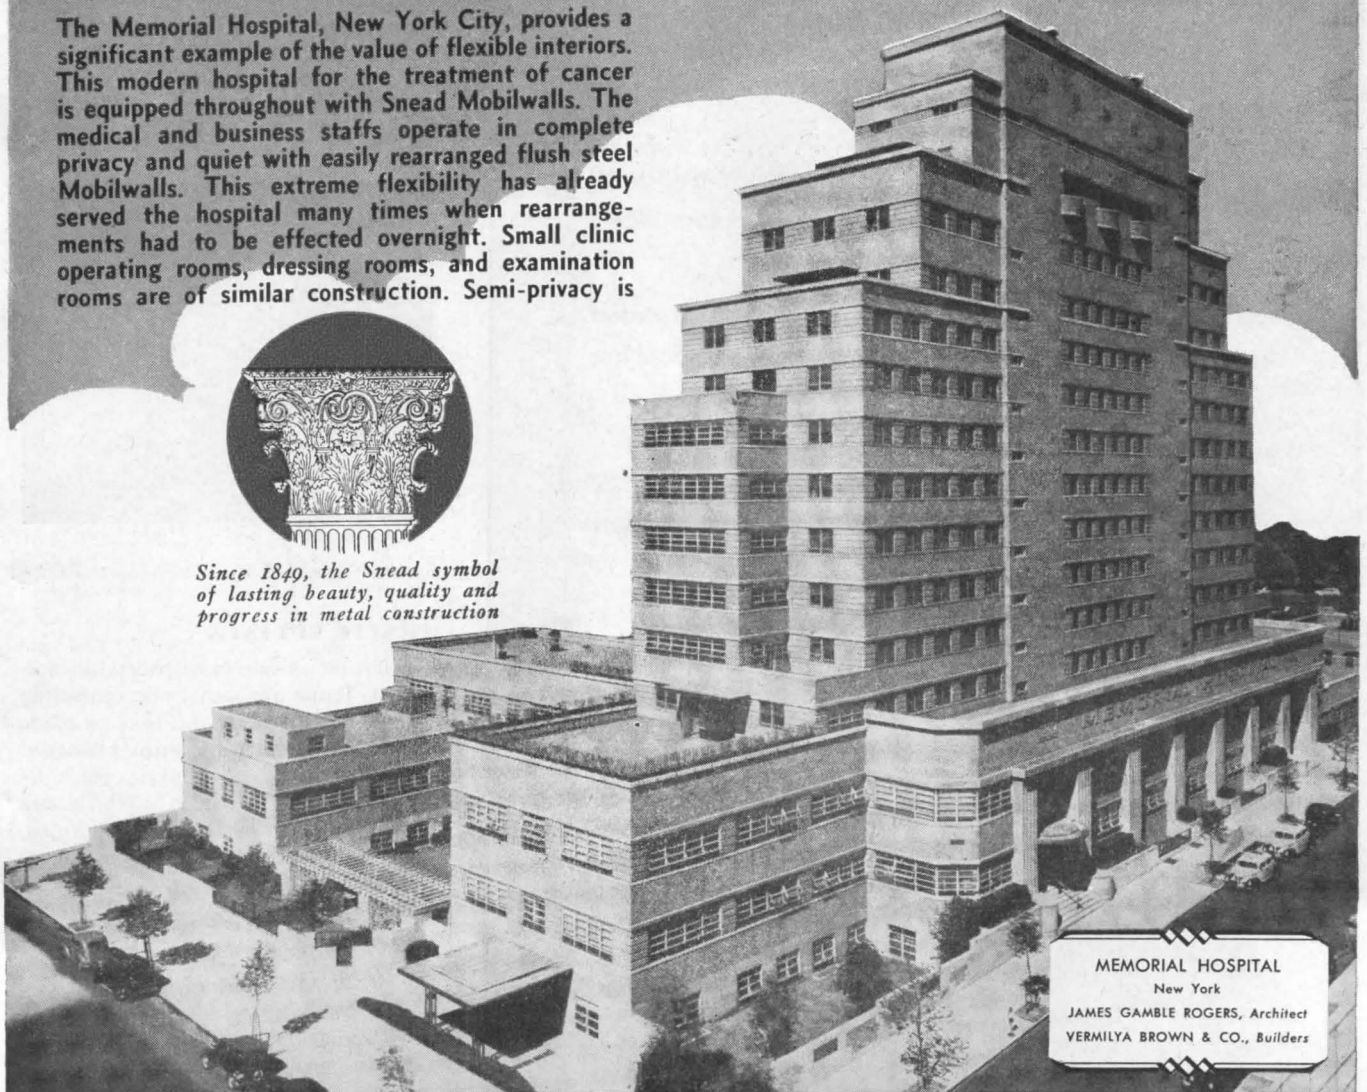 The Memorial Hospital, New York City, provides a
significant example of the value of flexible interiors.
This modern hospital for the treatment of cancer
is equipped throughout with Snead Mobilwalls. The
medical and business staffs operate in complete
privacy and quiet with easily rearranged flush steel
Mobilwalls. This extreme flexibility has already
served the hospital many times when rearrange-
ments had to be effected overnight. Small clinic
operating rooms, dressing rooms, and examination
rooms are of similar construction. Semi-privacy is
Since 1849, the Snead symbol
of lasting beauty, quality and
progress in metal construction
MEMORIAL
MEMORIAL HOSPITAL
New York
JAMES GAMBLE ROGERS, Architect
VERMILYA BROWN & CO., Builders